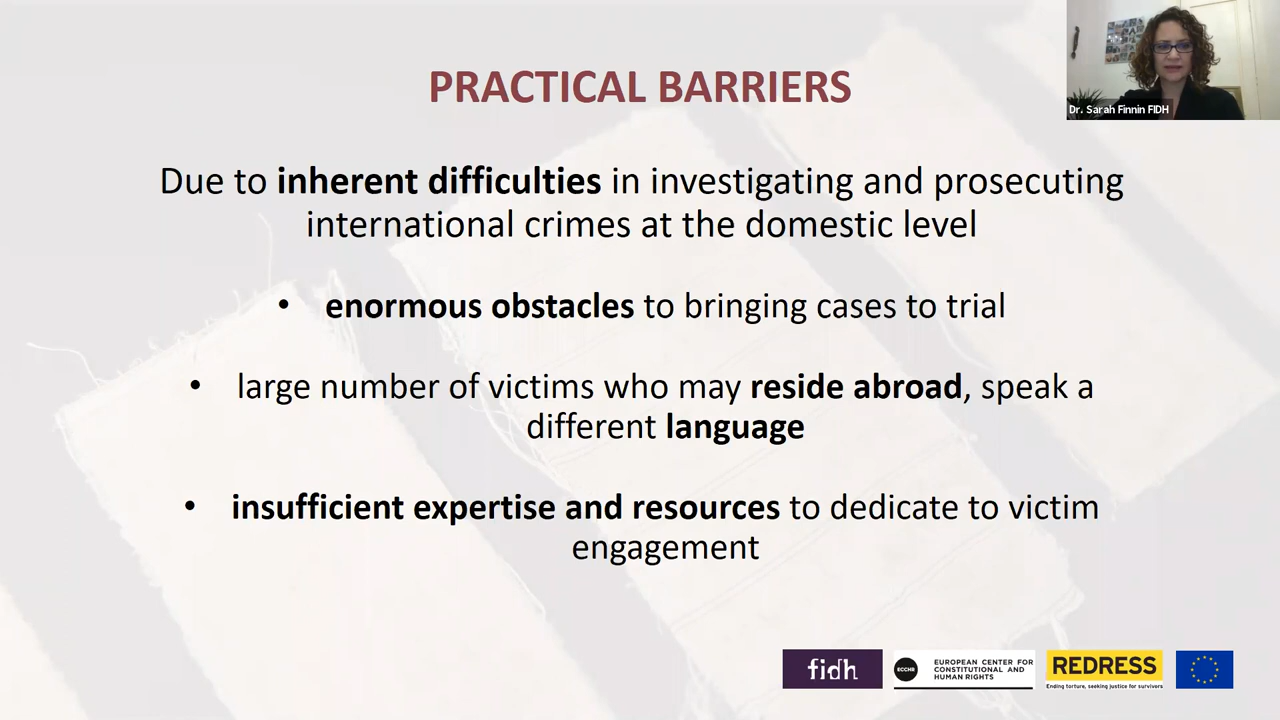 PRACTICAL BARRIERS
Dr. Sarah Finnin FIDH
Due to inherent difficulties in investigating and prosecuting
international crimes at the domestic level
• enormous obstacles to bringing cases to trial
• large number of victims who may reside abroad, speak a
different language
• insufficient expertise and resources to dedicate to victim
engagement
fidh
ECCHR
EUROPEAN CENTER FOR
CONSTITUTIONAL AND
HUMAN RIGHTS
REDRESS
Ending torture, seeking justice for survivors